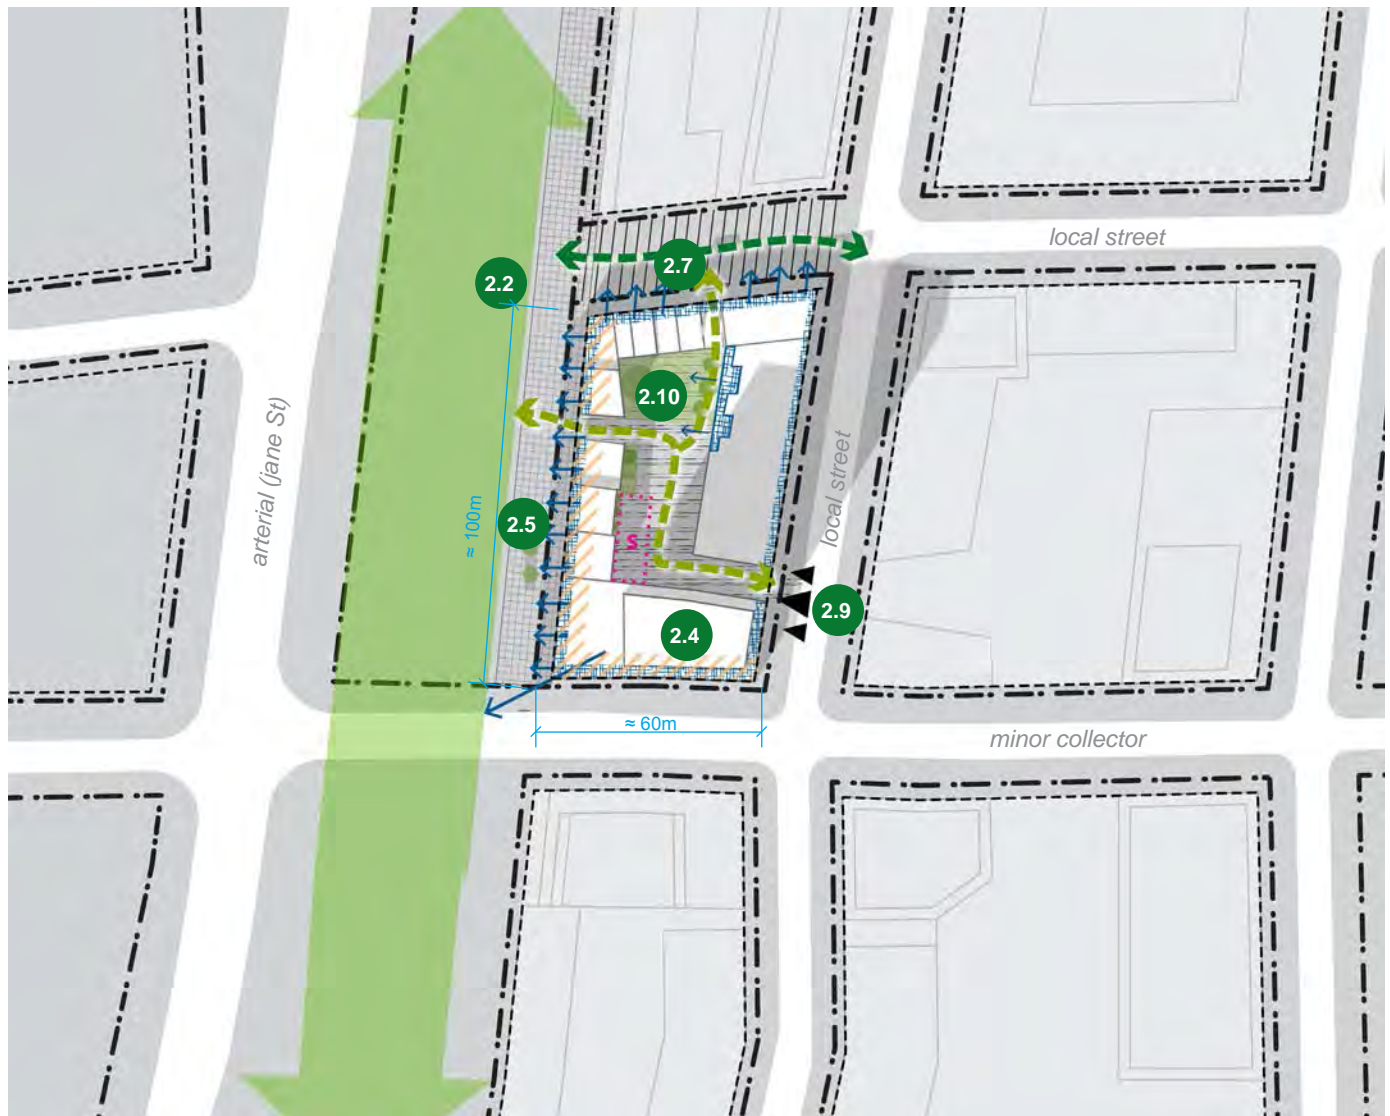 local street
2.7
2.2
2.10
arterial (jane St)
local street
≈ 100m
2.5
S
2.9
2.4
≈ 60m
minor collector